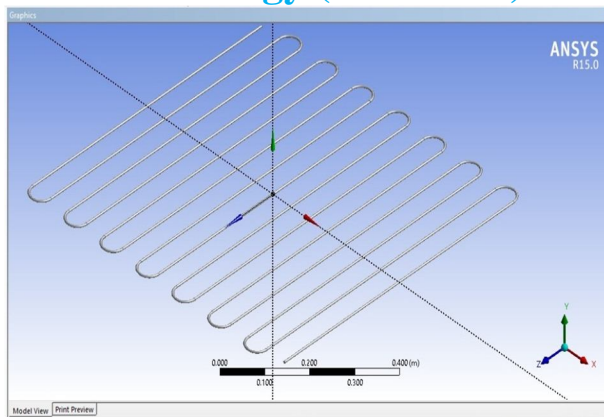 Graphics
ANSYS
R15.0
0.000 0.200 0.400 (m)
0.100 0.300
Y
Z X
Model View Print Preview